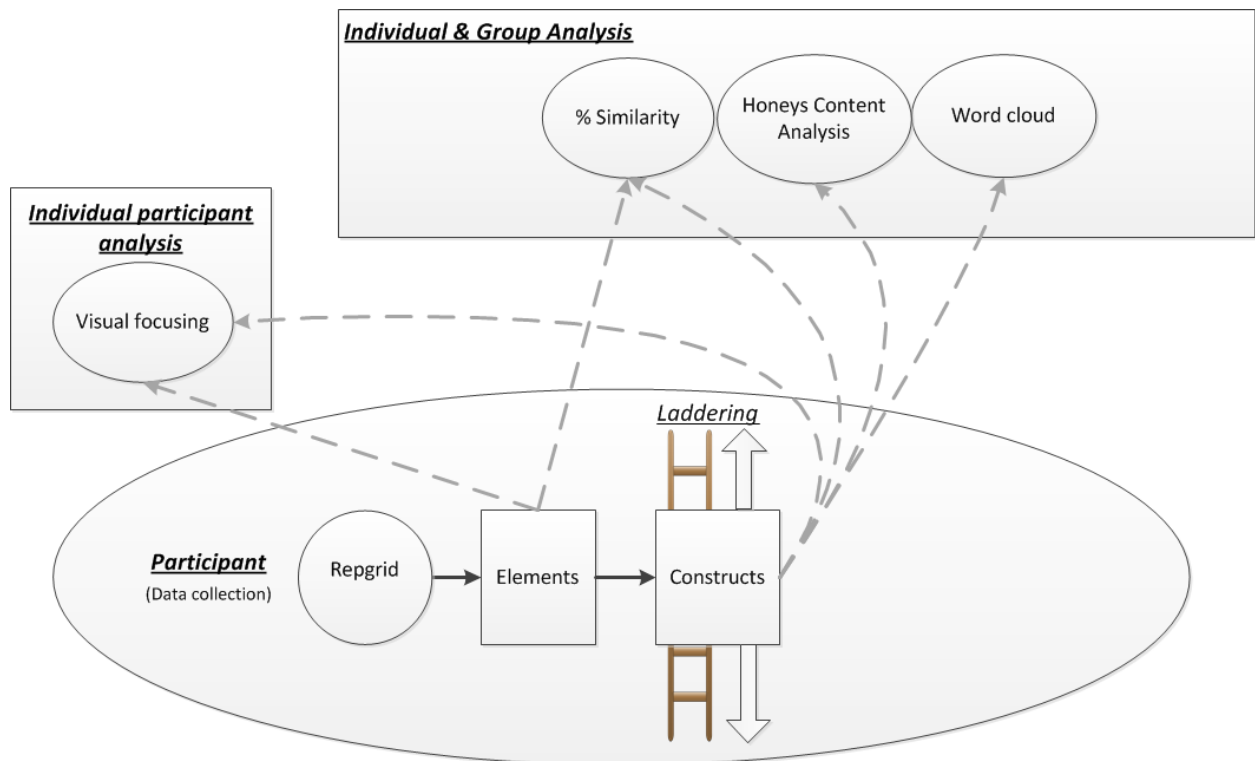 Individual & Group Analysis
% Similarity
Honeys Content
Analysis
Word cloud
Individual participant
analysis
Visual focusing
Laddering
Participant
(Data collection)
Repgrid
Elements
Constructs